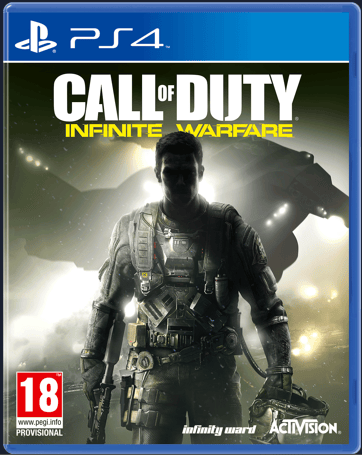 PS4
CALL OF DUTY
INFINITE WARFARE
18
www.pegi.info
PROVISIONAL
infinity ward
ACTIVISION